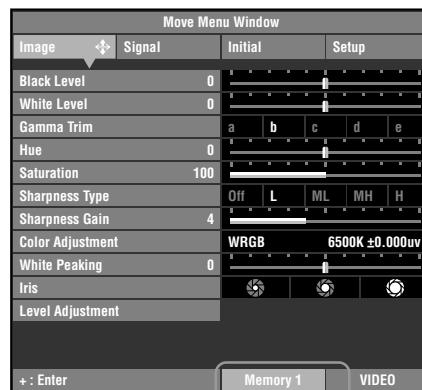 Move Menu Window
Image Signal Initial Setup
Black Level 0
White Level 0
Gamma Trim a b c d e
Hue 0
Saturation 100
Sharpness Type Off L ML MH H
Sharpness Gain 4
Color Adjustment WRGB 6500K ±0.000uv
White Peaking 0
Iris
Level Adjustment
+ : Enter Memory 1 VIDEO